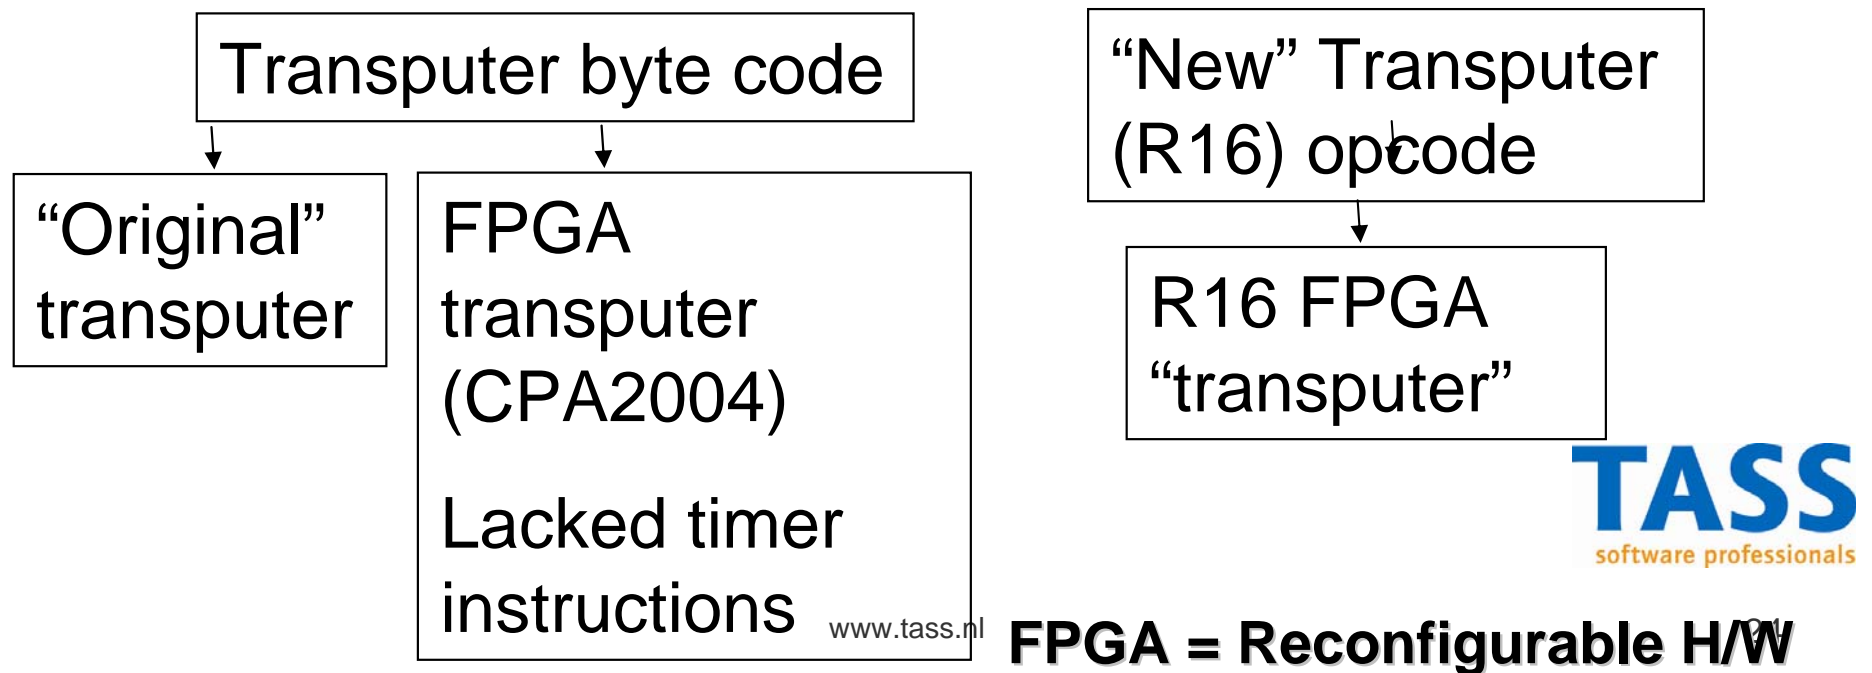 Transputer byte code
“Original”
transputer
FPGA
transputer
(CPA2004)
Lacked timer
instructions
“New” Transputer
(R16) opcode
R16 FPGA
“transputer”
TASS
software professionals
www.tass.nl
FPGA = Reconfigurable H/W